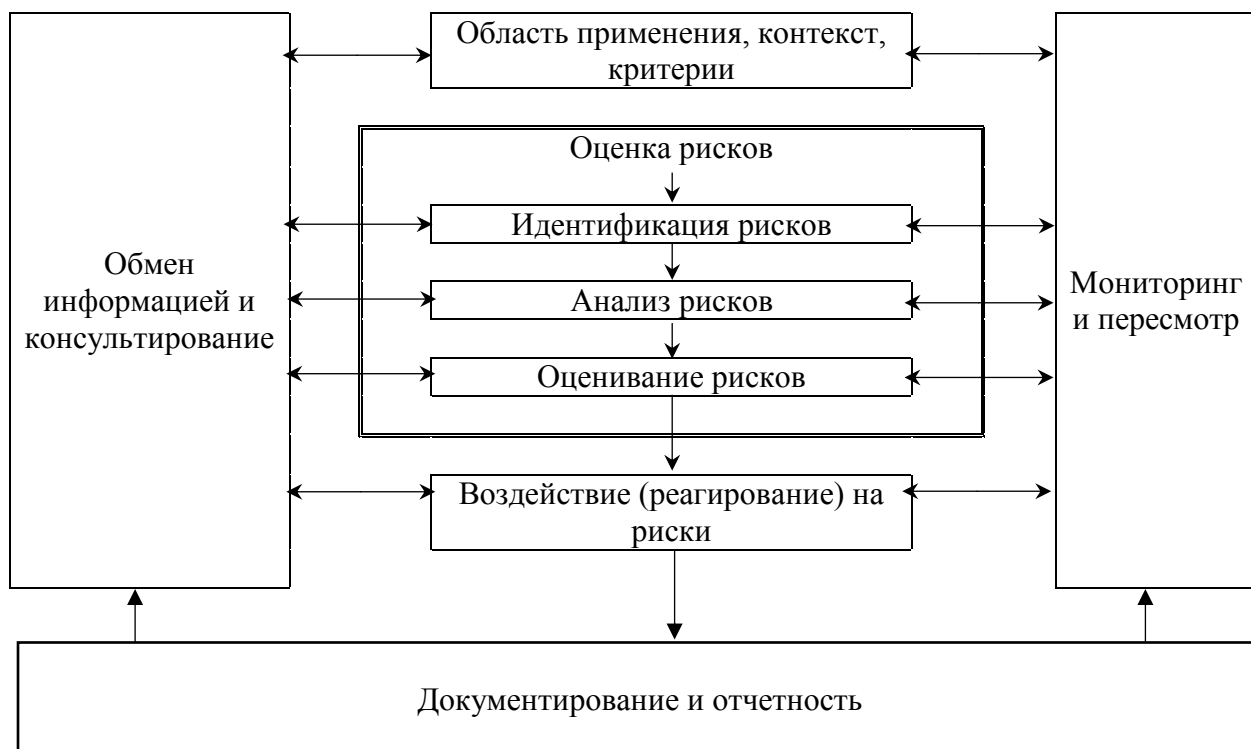 Область применения, контекст,
критерии
Оценка рисков
Идентификация рисков
Обмен
информацией и
консультирование
Анализ рисков
Мониторинг
и пересмотр
Оценивание рисков
Воздействие (реагирование) на
риски
Документирование и отчетность